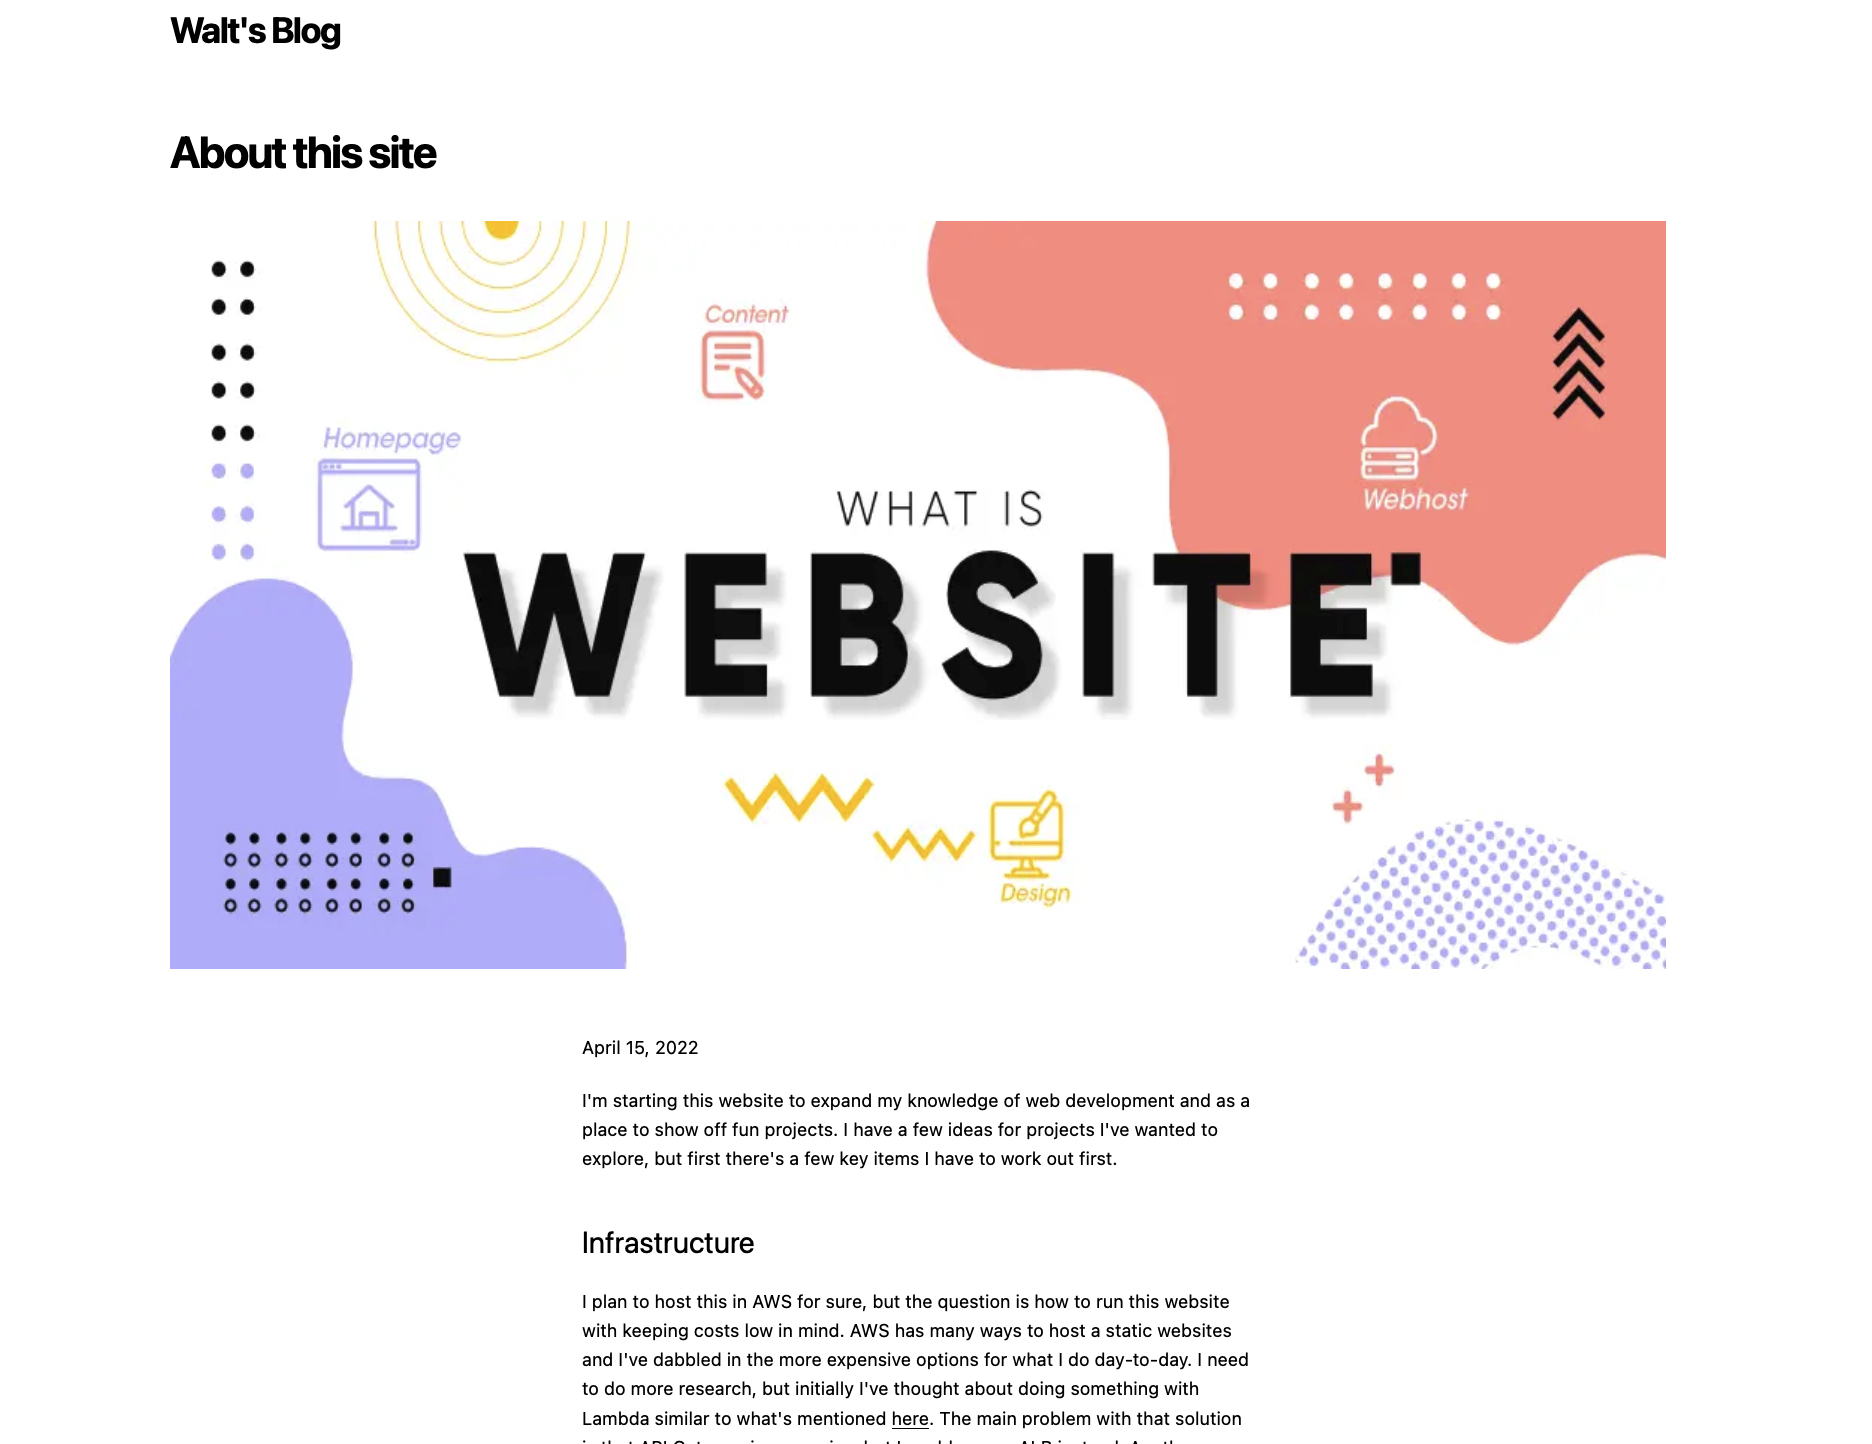 Walt's Blog
About this site
Content
Homepage
Webhost
WHAT IS
WEBSITE
Design
April 15, 2022
I'm starting this website to expand my knowledge of web development and as a
place to show off fun projects. I have a few ideas for projects I've wanted to
explore, but first there's a few key items I have to work out first.
Infrastructure
I plan to host this in AWS for sure, but the question is how to run this website
with keeping costs low in mind. AWS has many ways to host a static websites
and I've dabbled in the more expensive options for what I do day-to-day. I need
to do more research, but initially I've thought about doing something with
Lambda similar to what's mentioned here. The main problem with that solution